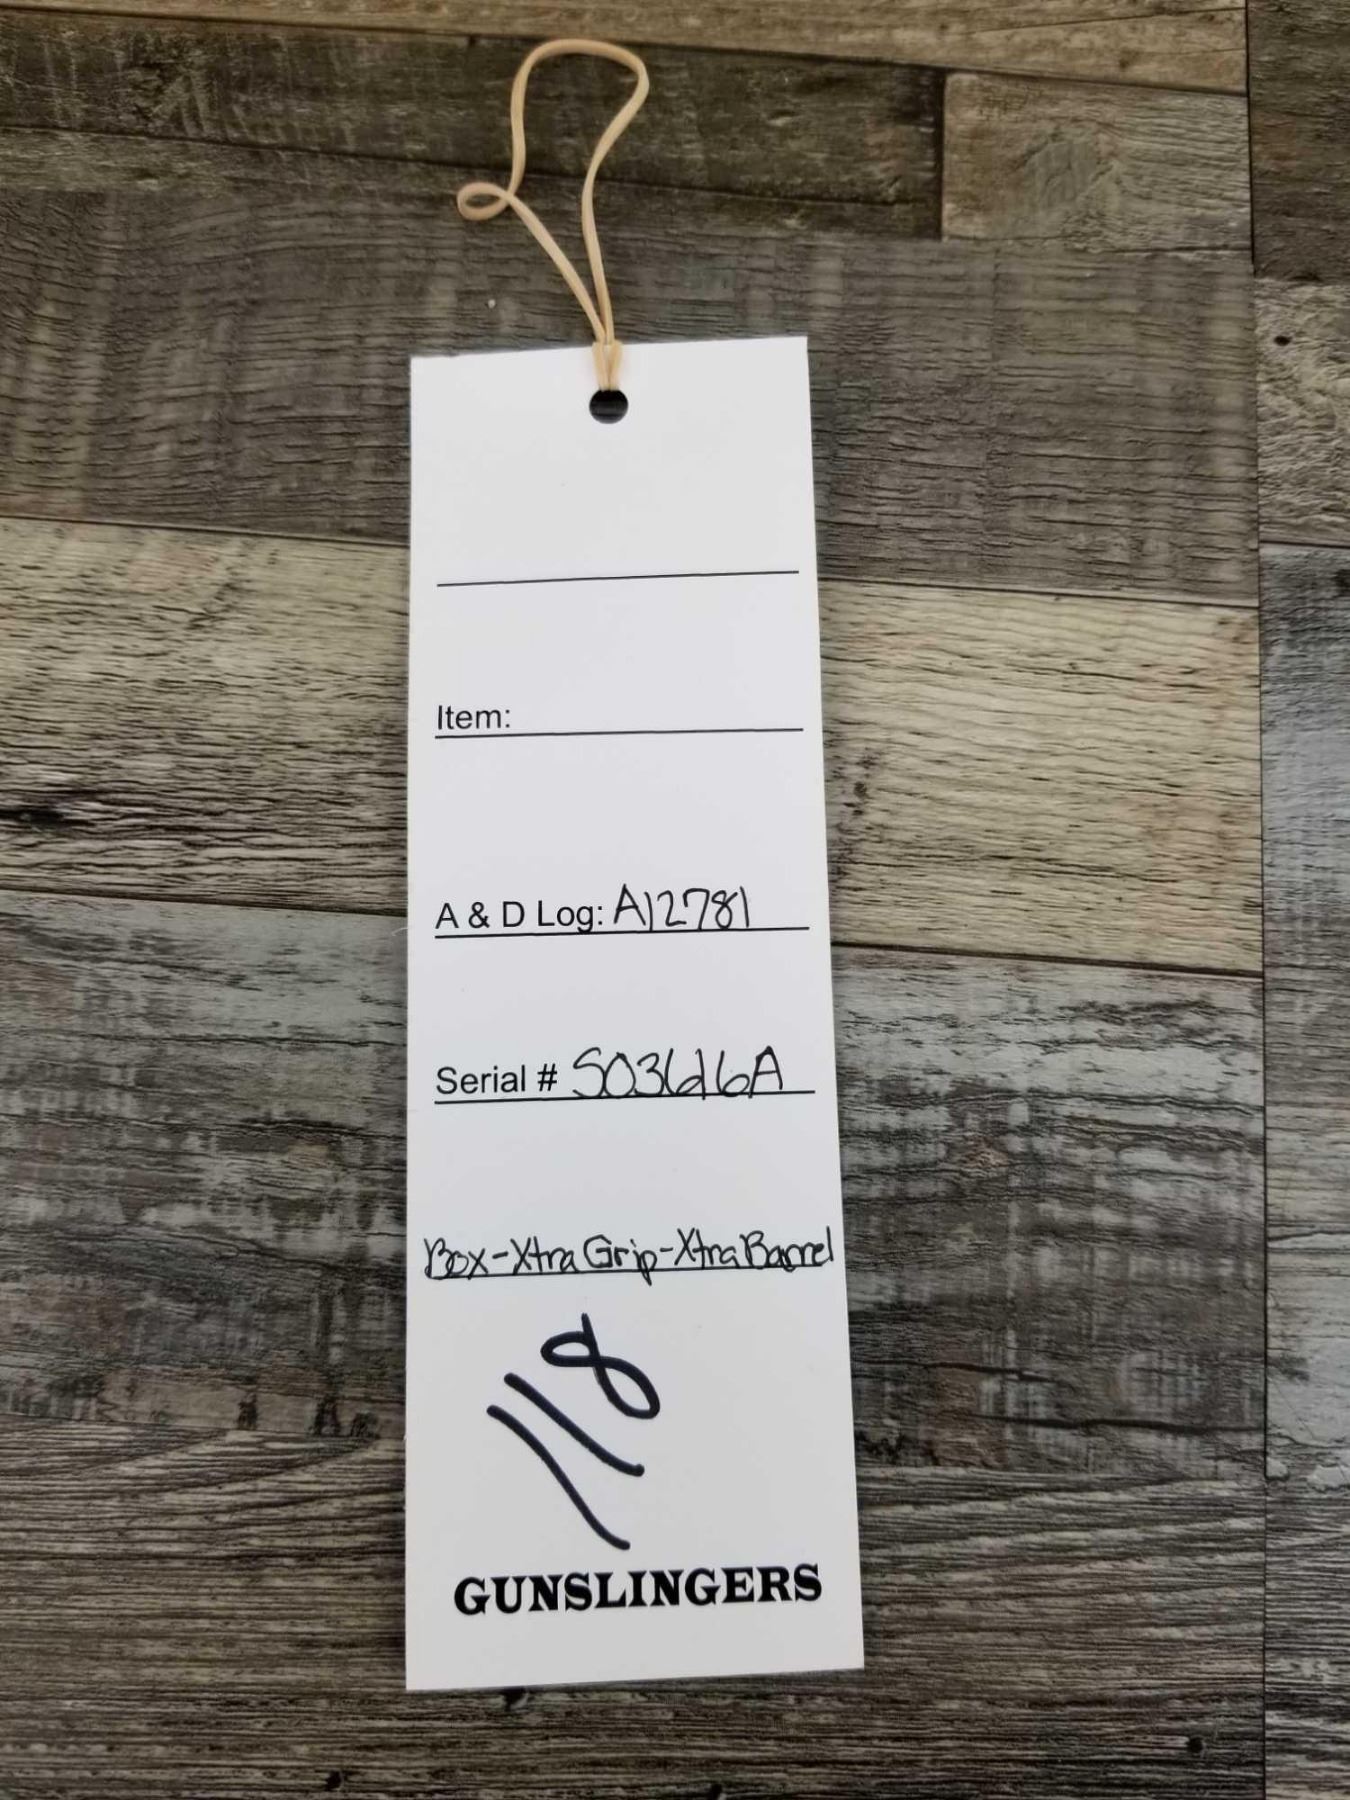 Item:
A & D Log: A12781
Serial # S03626A
Box-Xtra Grip-Xtra Barrel
118
GUNSLINGERS